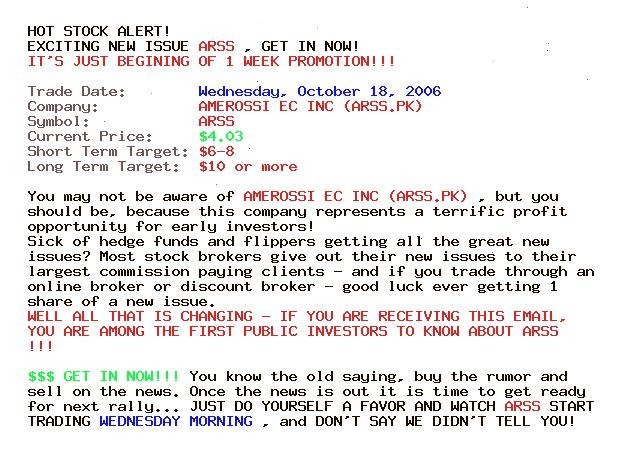 HOT STOCK ALERT!
EXCITING NEW ISSUE ARSS , GET IN NOW!
IT'S JUST BEGINING OF 1 WEEK PROMOTION!!!
Trade Date: Wednesday, October 18, 2006
Company: AMEROSSI EC INC (ARSS.PK)
Symbol: ARSS
Current Price: $4.03
Short Term Target: $6-8
Long Term Target: $10 or more
You may not be aware of AMEROSSI EC INC (ARSS.PK) , but you
should be, because this company represents a terrific profit
opportunity for early investors!
Sick of hedge funds and flippers getting all the great new
issues? Most stock brokers give out their new issues to their
largest commission paying clients - and if you trade through an
online broker or discount broker - good luck ever getting 1
share of a new issue.
WELL ALL THAT IS CHANGING - IF YOU ARE RECEIVING THIS EMAIL,
YOU ARE AMONG THE FIRST PUBLIC INVESTORS TO KNOW ABOUT ARSS
!!!
$$$ GET IN NOW!!! You know the old saying, buy the rumor and
sell on the news. Once the news is out it is time to get ready
for next rally... JUST DO YOURSELF A FAVOR AND WATCH ARSS START
TRADING WEDNESDAY MORNING , and DON'T SAY WE DIDN'T TELL YOU!